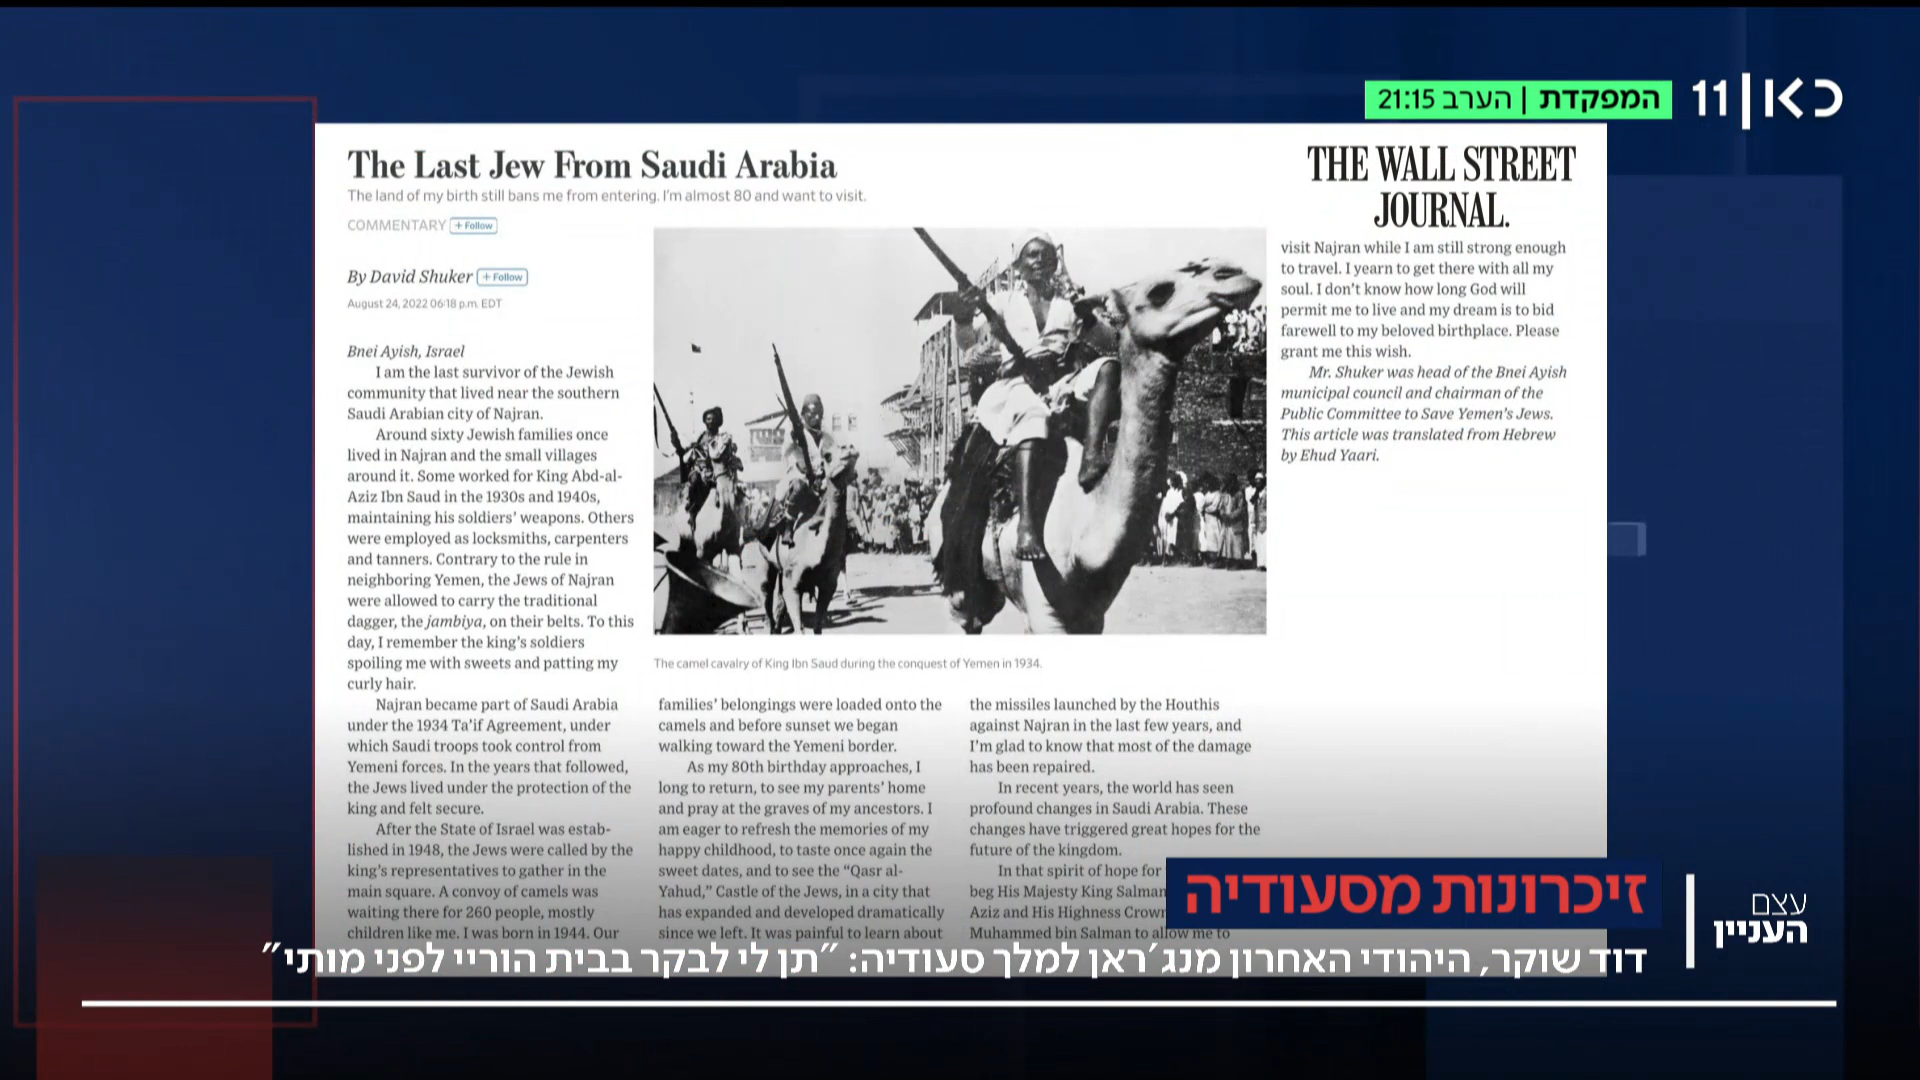 המפקדת | הערב 21:15
כאן 11
The Last Jew From Saudi Arabia
The land of my birth still bans me from entering. I'm almost 80 and want to visit.
COMMENTARY + Follow
By David Shuker + Follow
August 24, 2022 06:18 p.m. EDT
Bnei Ayish, Israel
I am the last survivor of the Jewish
community that lived near the southern
Saudi Arabian city of Najran.
Around sixty Jewish families once
lived in Najran and the small villages
around it. Some worked for King Abd-al-
Aziz Ibn Saud in the 1930s and 1940s,
maintaining his soldiers' weapons. Others
were employed as locksmiths, carpenters
and tanners. Contrary to the rule in
neighboring Yemen, the Jews of Najran
were allowed to carry the traditional
dagger, the jambiya, on their belts. To this
day, I remember the king's soldiers
spoiling me with sweets and patting my
curly hair.
Najran became part of Saudi Arabia
under the 1934 Ta'if Agreement, under
which Saudi troops took control from
Yemeni forces. In the years that followed,
the Jews lived under the protection of the
king and felt secure.
After the State of Israel was estab-
lished in 1948, the Jews were called by the
king's representatives to gather in the
main square. A convoy of camels was
waiting there for 260 people, mostly
children like me. I was born in 1944. Our
The camel cavalry of King Ibn Saud during the conquest of Yemen in 1934.
families' belongings were loaded onto the
camels and before sunset we began
walking toward the Yemeni border.
As my 80th birthday approaches, I
long to return, to see my parents' home
and pray at the graves of my ancestors. I
am eager to refresh the memories of my
happy childhood, to taste once again the
sweet dates, and to see the "Qasr al-
Yahud," Castle of the Jews, in a city that
has expanded and developed dramatically
since we left. It was painful to learn about
the missiles launched by the Houthis
against Najran in the last few years, and
I'm glad to know that most of the damage
has been repaired.
In recent years, the world has seen
profound changes in Saudi Arabia. These
changes have triggered great hopes for the
future of the kingdom.
In that spirit of hope for
beg His Majesty King Salman
Aziz and His Highness Crown
Muhammed bin Salman to allow me to
THE WALL STREET
JOURNAL.
visit Najran while I am still strong enough
to travel. I yearn to get there with all my
soul. I don't know how long God will
permit me to live and my dream is to bid
farewell to my beloved birthplace. Please
grant me this wish.
Mr. Shuker was head of the Bnei Ayish
municipal council and chairman of the
Public Committee to Save Yemen's Jews.
This article was translated from Hebrew
by Ehud Yaari.
עצם
העניין
זיכרונות מסעודיה
דוד שוקר, היהודי האחרון מנג'ראן למלך סעודיה: "תן לי לבקר בבית הוריי לפני מותי"